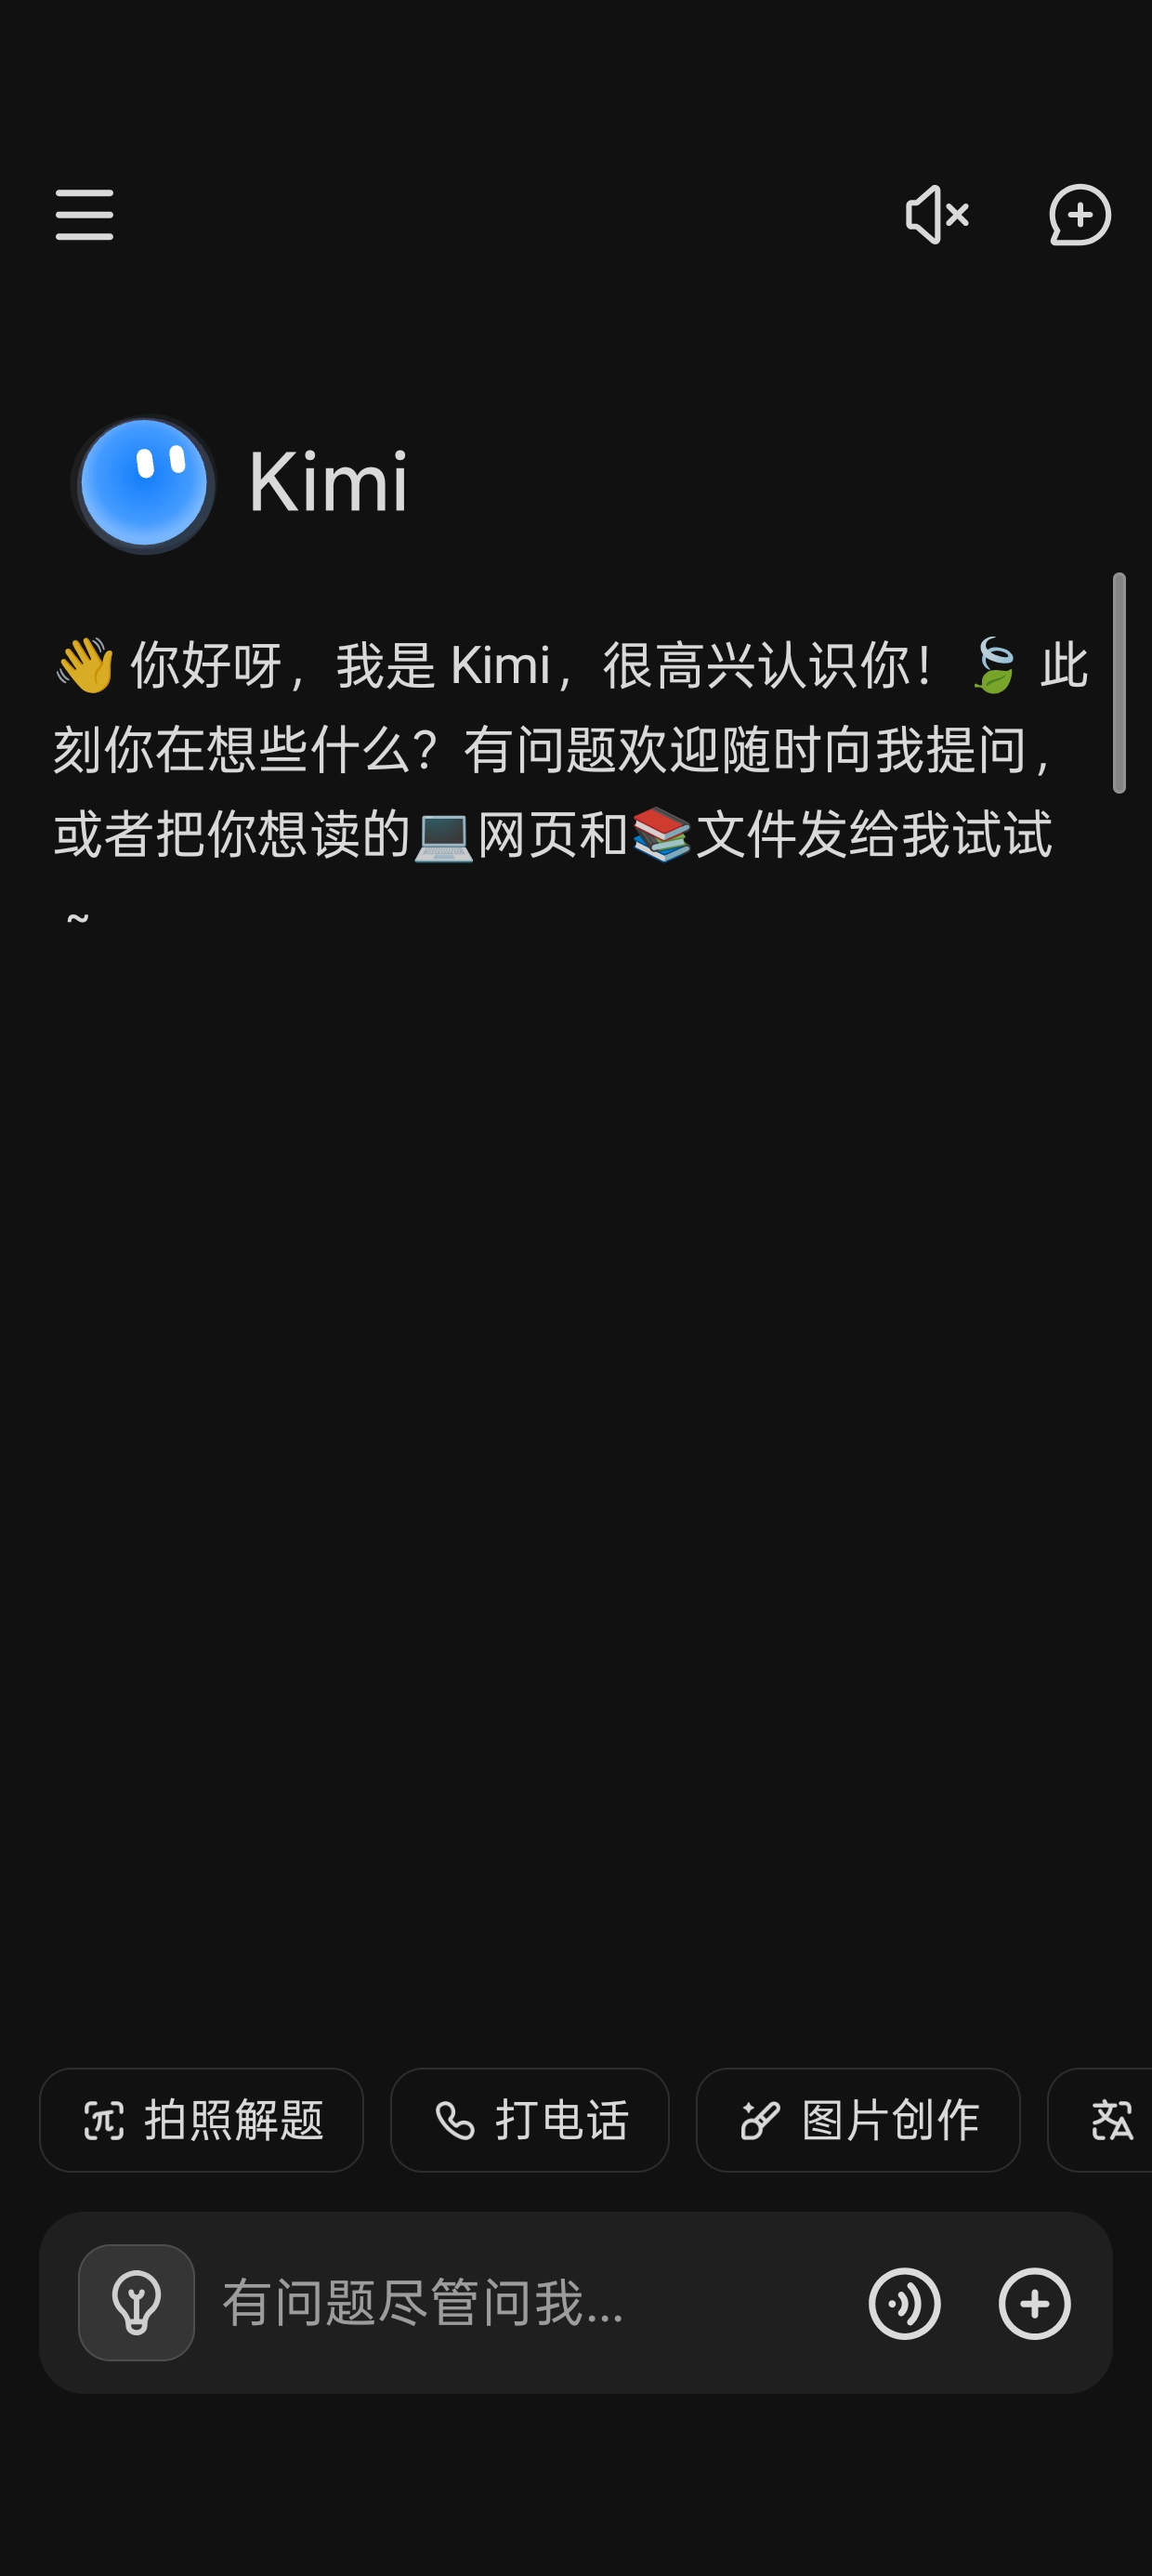 Kimi
👋 你好呀，我是 Kimi，很高兴认识你！🍃 此
刻你在想些什么？有问题欢迎随时向我提问，
或者把你想读的💻网页和📚文件发给我试试
~
拍照解题
打电话
图片创作
有问题尽管问我...